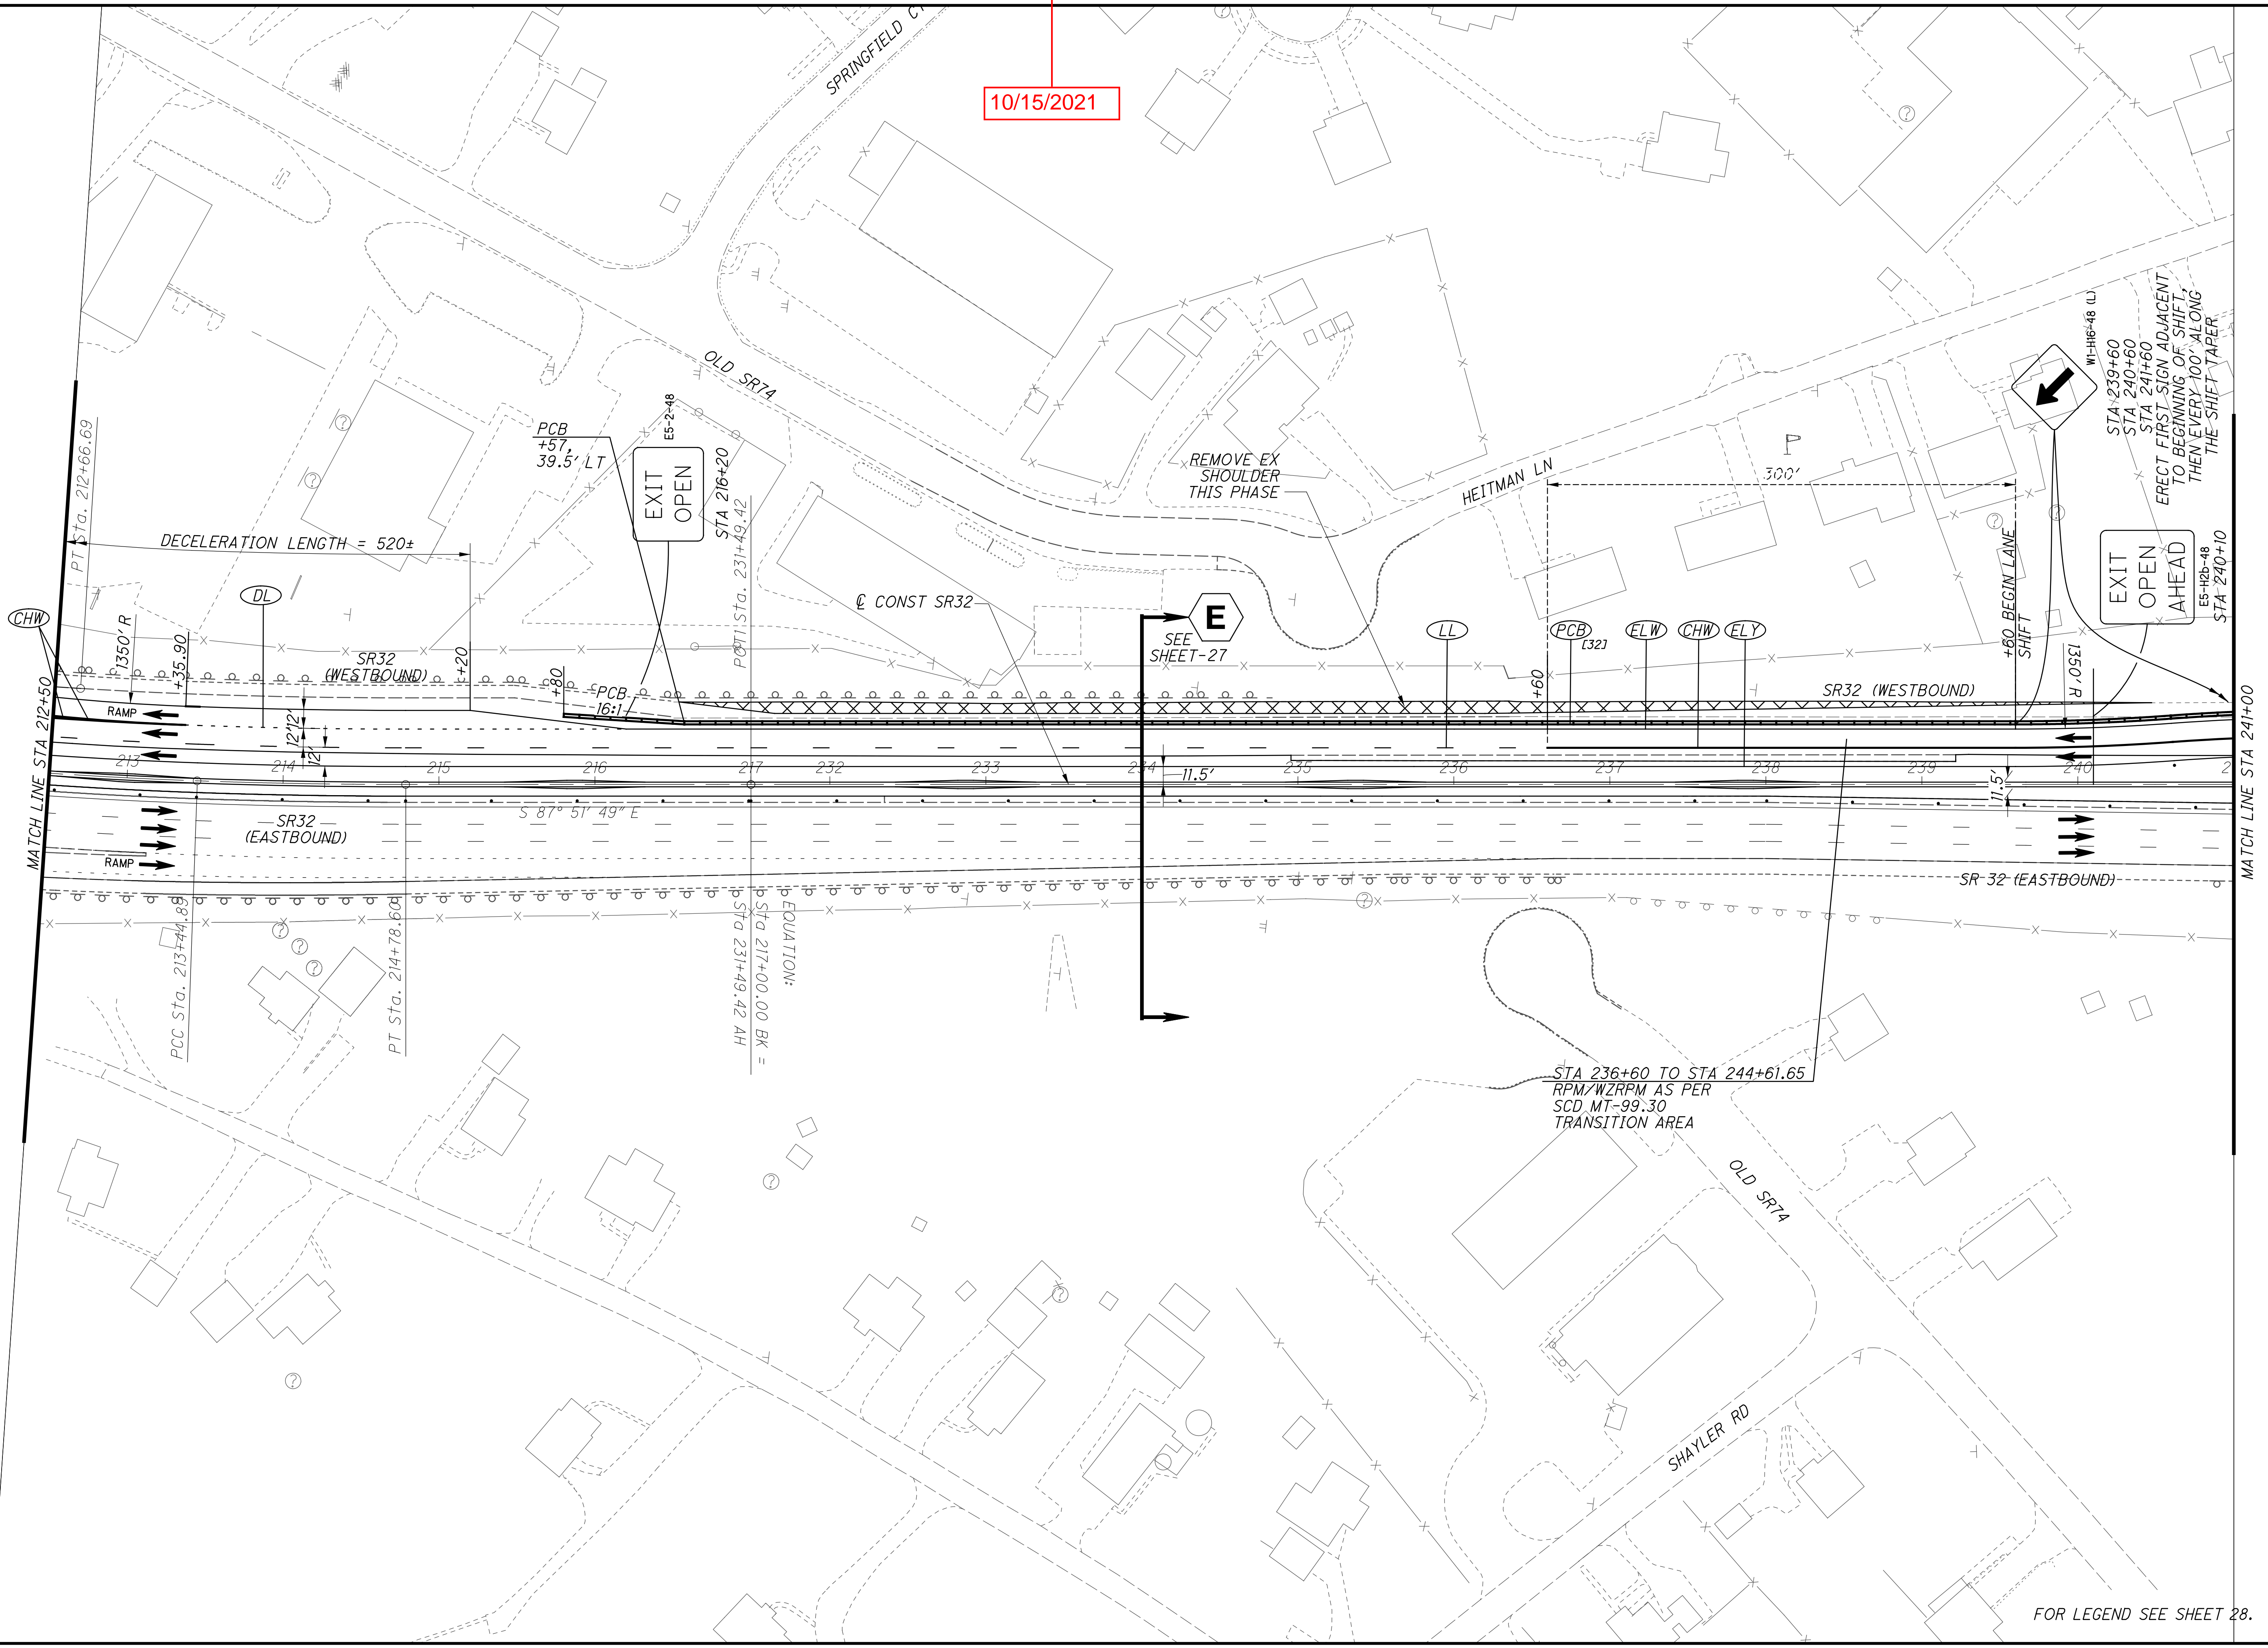 10/15/2021
SPRINGFIELD CT
OLD SR74
HEITMAN LN
PT Sta. 212+66.69
DECELERATION LENGTH = 520±
PCB
+57,
39.5' LT
E5-2-48
EXIT
OPEN
STA 216+20
POT Sta. 231+49.42
REMOVE EX
SHOULDER
THIS PHASE
300'
W1-H16-48 (L)
STA 239+60
STA 240+60
STA 241+60
ERECT FIRST SIGN ADJACENT
TO BEGINNING OF SHIFT,
THEN EVERY 100' ALONG
THE SHIFT TAPER
EXIT
OPEN
AHEAD
E5-H2b-48
STA 240+10
CHW
DL
1350' R
+35.90
SR32
(WESTBOUND)
+20
+80
PCB
16:1
℄ CONST SR32
E
SEE
SHEET-27
LL
PCB
[32]
ELW
CHW
ELY
+60
+60 BEGIN LANE
SHIFT
1350' R
SR32 (WESTBOUND)
MATCH LINE STA 212+50
RAMP
12'
12'
12'
213
214
215
216
217
232
233
234
235
236
237
238
239
240
2
11.5'
11.5'
MATCH LINE STA 241+00
S 87° 51' 49" E
SR32
(EASTBOUND)
RAMP
SR 32 (EASTBOUND)
PCC Sta. 213+44.89
PT Sta. 214+78.60
EQUATION:
Sta 217+00.00 BK =
Sta 231+49.42 AH
STA 236+60 TO STA 244+61.65
RPM/WZRPM AS PER
SCD MT-99.30
TRANSITION AREA
OLD SR74
SHAYLER RD
FOR LEGEND SEE SHEET 28.